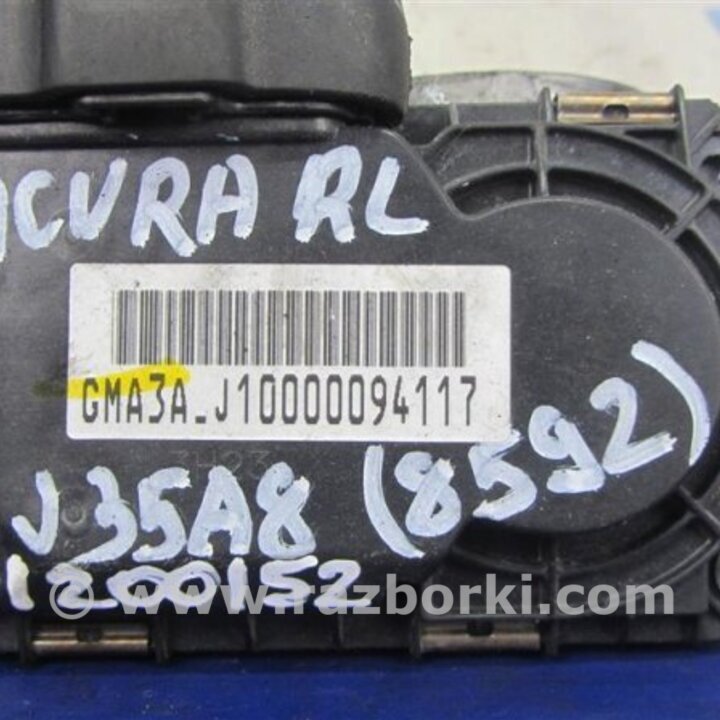 ACURA RL
GMA3A_J10000094117
J35A8 (8592)
1200152
www.razborki.com